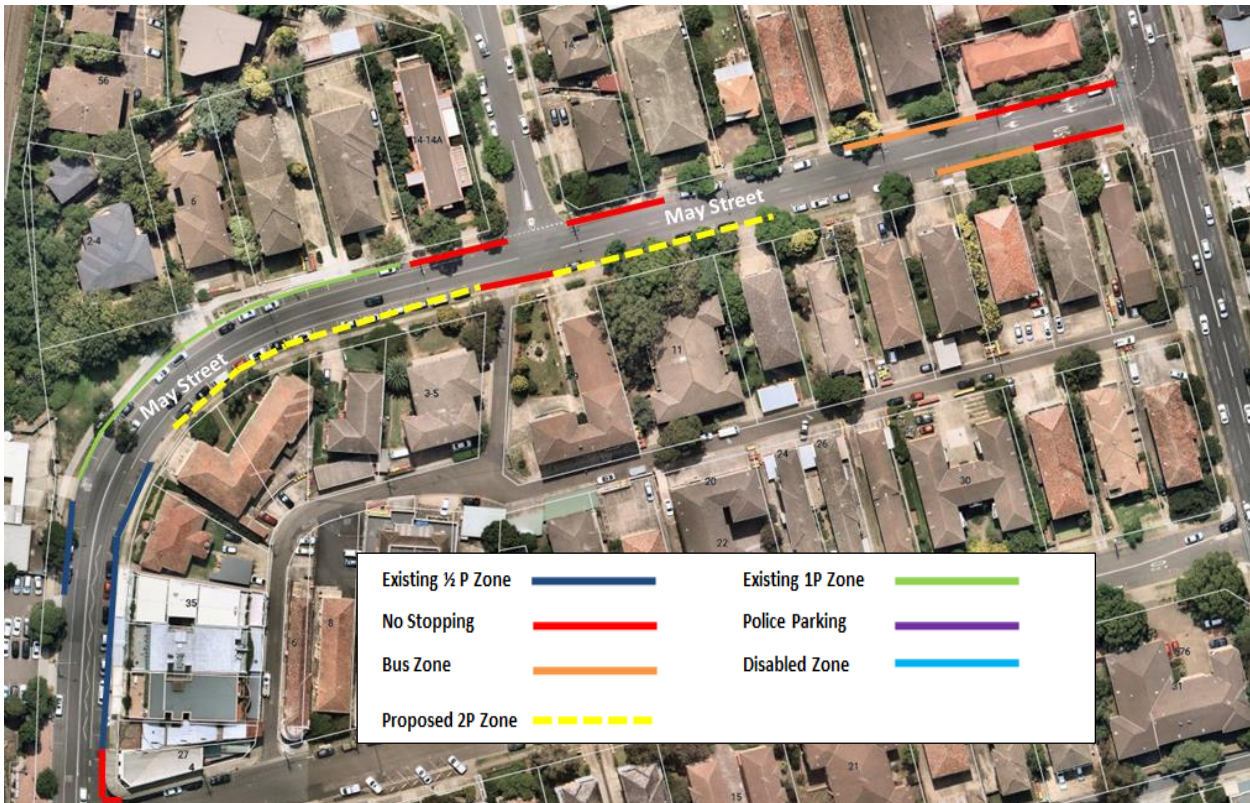 56
14
14-14A
6
2-4
May Street
May Street
11
3-5
9
24
26
20
30
22
35
6
8
27
4
31
21
15
Existing ½ P Zone
Existing 1P Zone
No Stopping
Police Parking
Bus Zone
Disabled Zone
Proposed 2P Zone